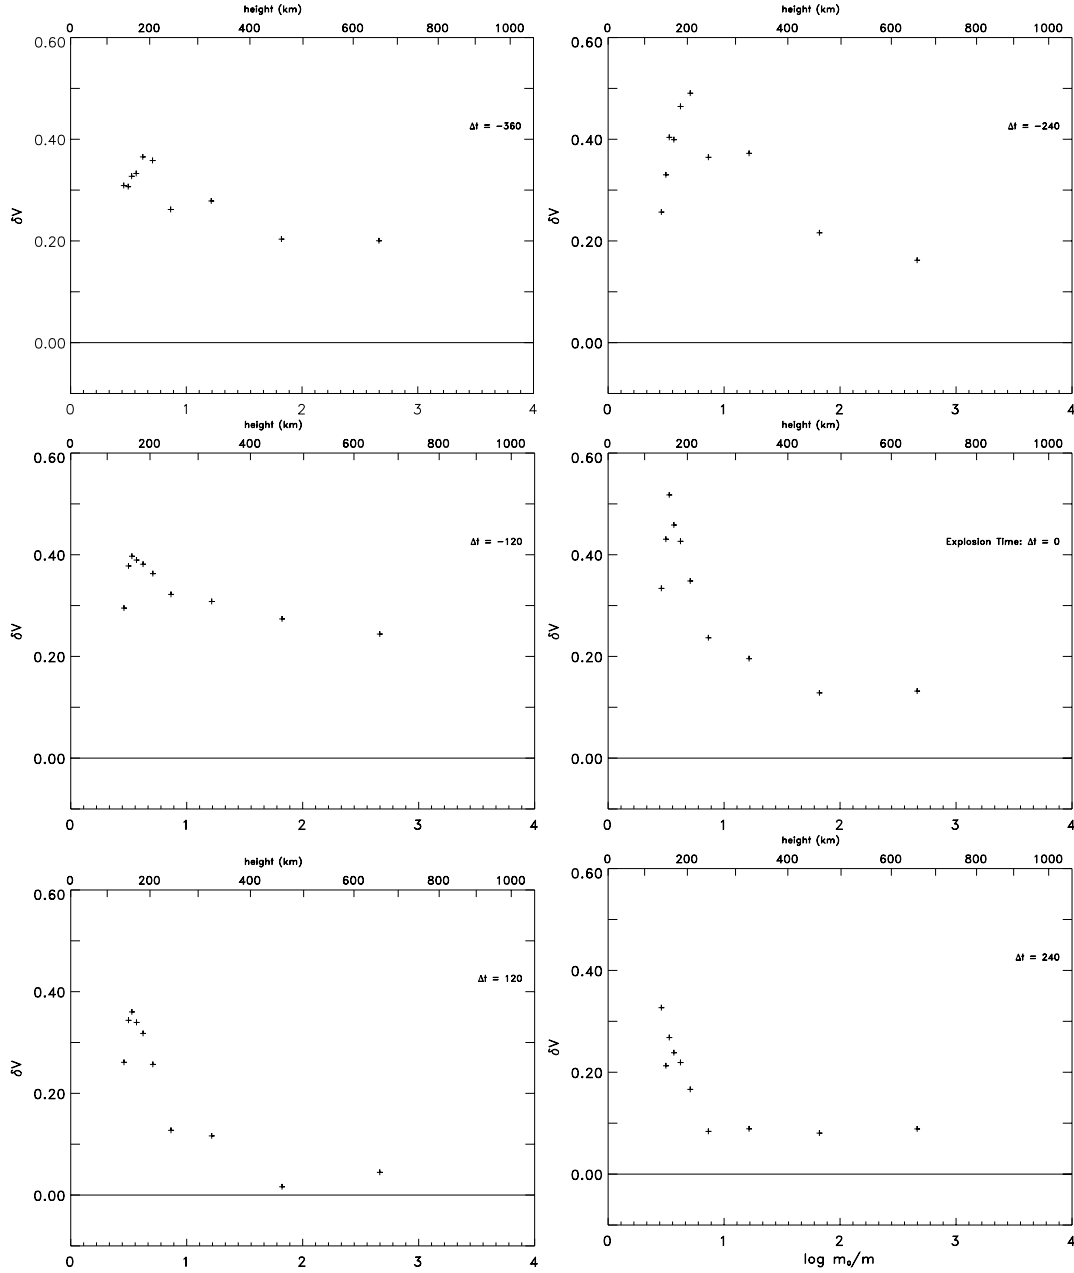 height (km)
0 200 400 600 800 1000
0.60
0.40
0.20
0.00
δV
Δt = −360
0 1 2 3 4
height (km)
0 200 400 600 800 1000
0.60
0.40
0.20
0.00
δV
Δt = −240
0 1 2 3 4
height (km)
0 200 400 600 800 1000
0.60
0.40
0.20
0.00
δV
Δt = −120
0 1 2 3 4
height (km)
0 200 400 600 800 1000
0.60
0.40
0.20
0.00
δV
Explosion Time: Δt = 0
0 1 2 3 4
height (km)
0 200 400 600 800 1000
0.60
0.40
0.20
0.00
δV
Δt = 120
0 1 2 3 4
height (km)
0 200 400 600 800 1000
0.60
0.40
0.20
0.00
δV
Δt = 240
0 1 2 3 4
log m₀/m